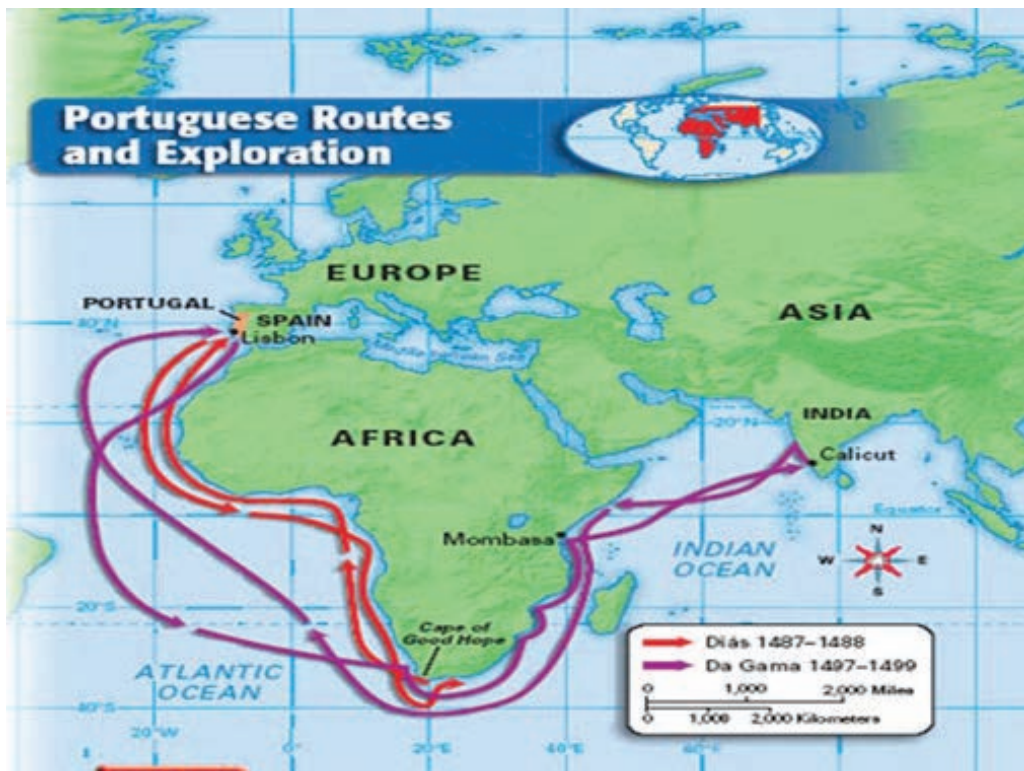 Portuguese Routes
and Exploration
EUROPE
PORTUGAL
SPAIN
Lisbon
ASIA
40°N
AFRICA
INDIA
20°N
Calicut
Equator
Mombasa
INDIAN
OCEAN
N
W E
S
20°S
Cape of
Good Hope
Diás 1487–1488
Da Gama 1497–1499
ATLANTIC
OCEAN
0 1,000 2,000 Miles
0 1,000 2,000 Kilometers
40°S
20°W 0° 20°E 40°E 60°E